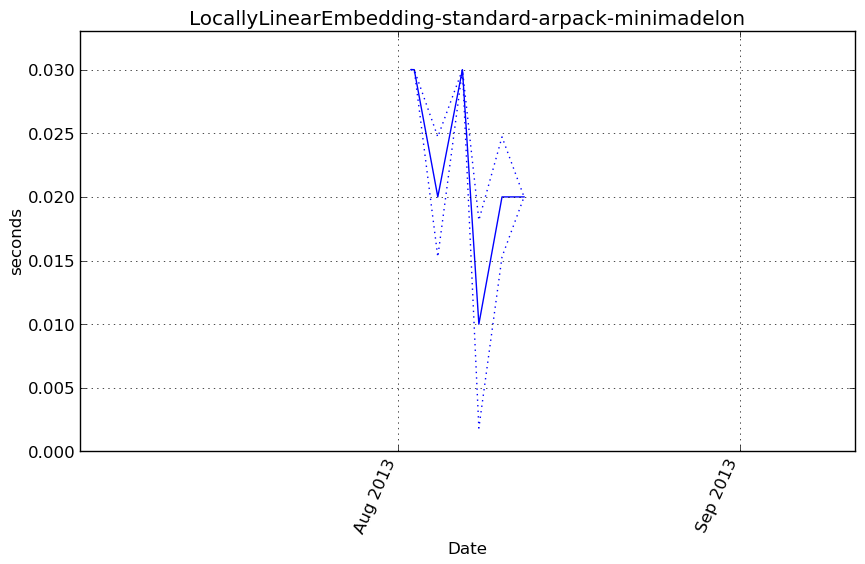 LocallyLinearEmbedding-standard-arpack-minimadelon
0.030
0.025
0.020
0.015
0.010
0.005
0.000
seconds
Aug 2013
Sep 2013
Date